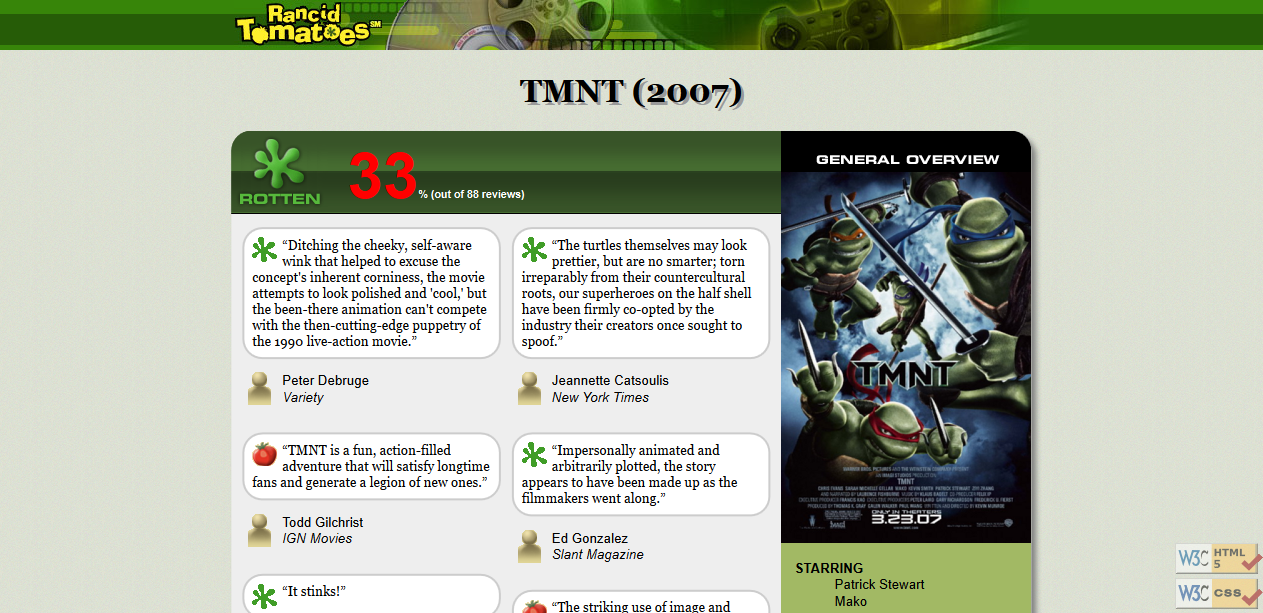 Rancid
TomatoesSM
TMNT (2007)
ROTTEN
33% (out of 88 reviews)
“Ditching the cheeky, self-aware
wink that helped to excuse the
concept's inherent corniness, the movie
attempts to look polished and 'cool,' but
the been-there animation can't compete
with the then-cutting-edge puppetry of
the 1990 live-action movie.”
Peter Debruge
Variety
“TMNT is a fun, action-filled
adventure that will satisfy longtime
fans and generate a legion of new ones.”
Todd Gilchrist
IGN Movies
“It stinks!”
“The turtles themselves may look
prettier, but are no smarter; torn
irreparably from their countercultural
roots, our superheroes on the half shell
have been firmly co-opted by the
industry their creators once sought to
spoof.”
Jeannette Catsoulis
New York Times
“Impersonally animated and
arbitrarily plotted, the story
appears to have been made up as the
filmmakers went along.”
Ed Gonzalez
Slant Magazine
“The striking use of image and
GENERAL OVERVIEW
TMNT
TMNT
ONLY IN THEATERS
3.23.07
STARRING
Patrick Stewart
Mako
W3C HTML
5
W3C CSS